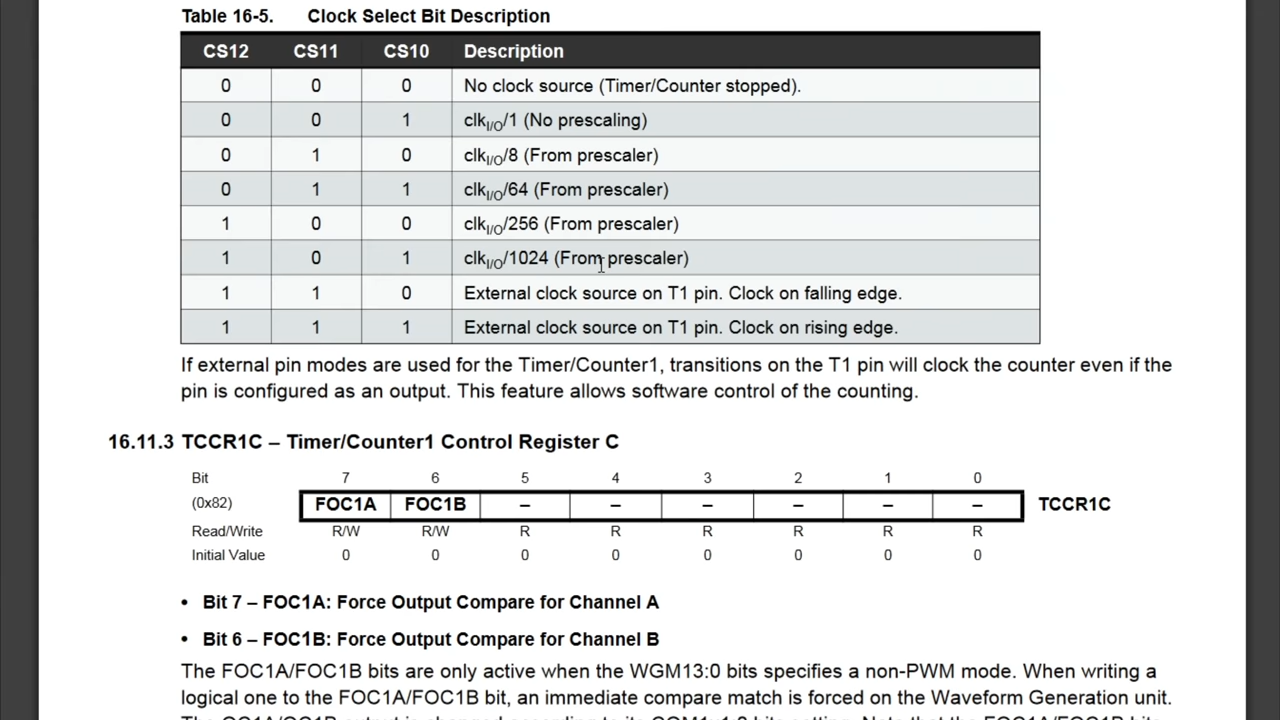 Table 16-5. Clock Select Bit Description
CS12 CS11 CS10 Description
0 0 0 No clock source (Timer/Counter stopped).
0 0 1 clkI/O/1 (No prescaling)
0 1 0 clkI/O/8 (From prescaler)
0 1 1 clkI/O/64 (From prescaler)
1 0 0 clkI/O/256 (From prescaler)
1 0 1 clkI/O/1024 (From prescaler)
1 1 0 External clock source on T1 pin. Clock on falling edge.
1 1 1 External clock source on T1 pin. Clock on rising edge.
If external pin modes are used for the Timer/Counter1, transitions on the T1 pin will clock the counter even if the
pin is configured as an output. This feature allows software control of the counting.
16.11.3 TCCR1C – Timer/Counter1 Control Register C
Bit 7 6 5 4 3 2 1 0
(0x82) FOC1A FOC1B – – – – – – TCCR1C
Read/Write R/W R/W R R R R R R
Initial Value 0 0 0 0 0 0 0 0
• Bit 7 – FOC1A: Force Output Compare for Channel A
• Bit 6 – FOC1B: Force Output Compare for Channel B
The FOC1A/FOC1B bits are only active when the WGM13:0 bits specifies a non-PWM mode. When writing a
logical one to the FOC1A/FOC1B bit, an immediate compare match is forced on the Waveform Generation unit.